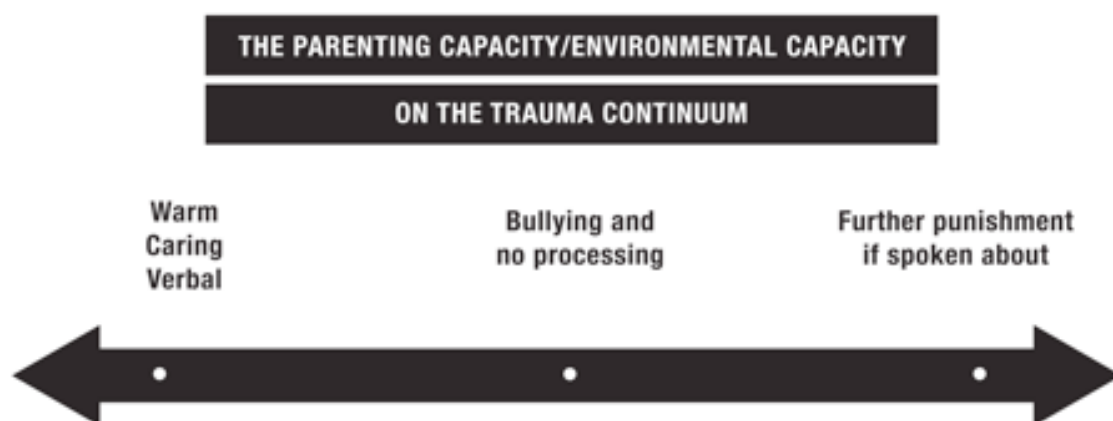 THE PARENTING CAPACITY/ENVIRONMENTAL CAPACITY
ON THE TRAUMA CONTINUUM
Warm
Caring
Verbal
Bullying and
no processing
Further punishment
if spoken about